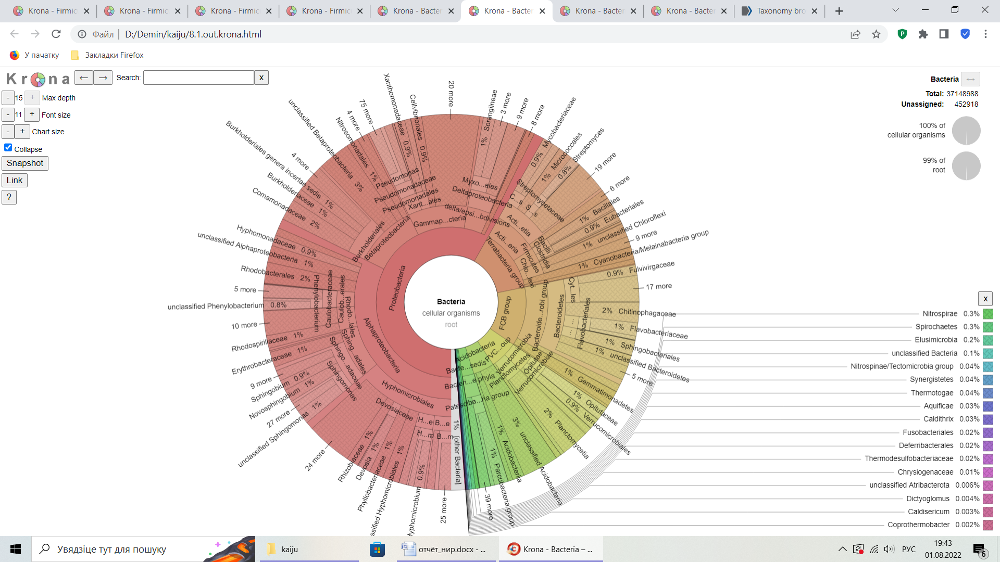 Krona - Firmic
Krona - Firmic
Krona - Firmic
Krona - Firmic
Krona - Bacter
Krona - Bacter
Krona - Bacter
Krona - Bacter
Taxonomy bro
Файл
D:/Demin/kaiju/8.1.out.krona.html
У пачатку
Закладки Firefox
Krona
← →
Search:
x
- 15 + Max depth
- 11 + Font size
- + Chart size
Collapse
Snapshot
Link
?
Bacteria
Total: 37148988
Unassigned: 452918
100% of
cellular organisms
99% of
root
Xanthomonadaceae 0.9%
Cellvibrionales 0.9%
20 more
1% Sorangiineae
3 more
9 more
8 more
0.9% Mycobacteriaceae
1% Micrococcales
0.8% Streptomyces
19 more
6 more
1% Bacillales
0.9% Eubacteriales
1% unclassified Chloroflexi
9 more
1% Cyanobacteria/Melainabacteria group
0.9% Fulvivirgaceae
17 more
2% Chitinophagaceae
1% Flavobacteriaceae
1% Sphingobacteriales
1% unclassified Bacteroidetes
5 more
1% Gemmatimonadetes
1% Opitutaceae
0.9% Verrucomicrobiales
2% Planctomycetia
3% unclassified Acidobacteria
1% Acidobacteria
1% Parcubacteria group
39 more
1% [other Bacteria]
25 more
0.9% Hyphomicrobium
ssified Hyphomicrobiales 1%
Phyllobacteriaceae 1%
Devosia 1%
Rhizobiaceae 1%
24 more
unclassified Sphingomonas 1%
27 more
Novosphingobium 1%
Sphingobium 0.9%
9 more
Erythrobacteraceae 1%
Rhodospirillaceae 1%
10 more
unclassified Phenylobacterium 0.8%
5 more
Rhodobacterales 2%
unclassified Alphaproteobacteria 1%
Hyphomonadaceae 0.9%
Comamonadaceae 2%
Burkholderiaceae 1%
Burkholderiales genera incertae sedis 1%
4 more
unclassified Betaproteobacteria 3%
Nitrosomonadales 1%
4 more
75 more
Pseudomonas
Pseudomonadaceae
Pseudomonadales
Xant...ales
Gammap...cteria
Myxo...ales
Deltaproteobacteria
delta/epsi...bdivisions
Burkholderiales
Betaproteobacteria
Proteobacteria
Alphaproteobacteria
Phenylobacterium
Caulobacteraceae
Caulob...erales
Rhodo...lales
Sphing...adales
Sphingo...adaceae
Sphingomonas
Hyphomicrobiales
Devosiaceae
H...e
B...e
H...m
B...m
Streptomycetaceae
C...s
S...s
Acti...etia
Acti...eria
Terrabacteria group
Firmicutes
Bacilli
Clostridia
Chlo...lexi
FCB group
Bacteroide...robi group
Bacteroidetes
Cyt...les
Flavobacteriales
...
...
PVC...oup
Verrucomicrobia
Planctomycetes
Opitutae
Verrucomicrobiae
Acidobacteria
Bacte...sedis
Bacteri...e phyla
Planctomycetes
Patesciba...ria group
Bacteria
cellular organisms
root
x
Nitrospirae 0.3%
Spirochaetes 0.3%
Elusimicrobia 0.2%
unclassified Bacteria 0.1%
Nitrospinae/Tectomicrobia group 0.04%
Synergistetes 0.04%
Thermotogae 0.04%
Aquificae 0.03%
Caldithrix 0.03%
Fusobacteriales 0.02%
Deferribacterales 0.02%
Thermodesulfobacteriaceae 0.02%
Chrysiogenaceae 0.01%
unclassified Atribacterota 0.006%
Dictyoglomus 0.004%
Caldisericum 0.003%
Coprothermobacter 0.002%
Увядзіце тут для пошуку
kaiju
отчёт_нир.docx - ...
Krona - Bacteria – ...
РУС
19:43
01.08.2022
6